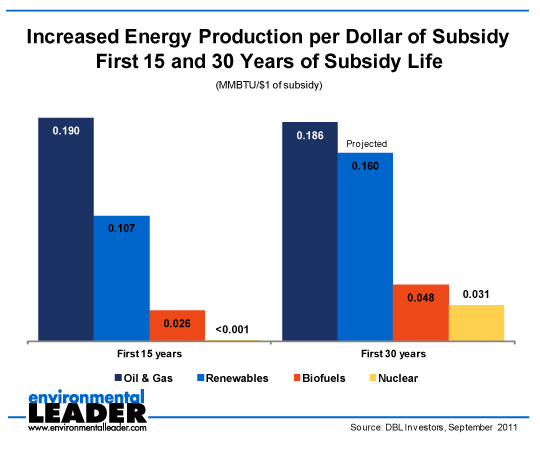 Increased Energy Production per Dollar of Subsidy
First 15 and 30 Years of Subsidy Life
(MMBTU/$1 of subsidy)
0.190
0.107
0.026
<0.001
0.186
Projected
0.160
0.048
0.031
First 15 years
First 30 years
Oil & Gas Renewables Biofuels Nuclear
environmental
LEADER
www.environmentalleader.com
Source: DBL Investors, September 2011